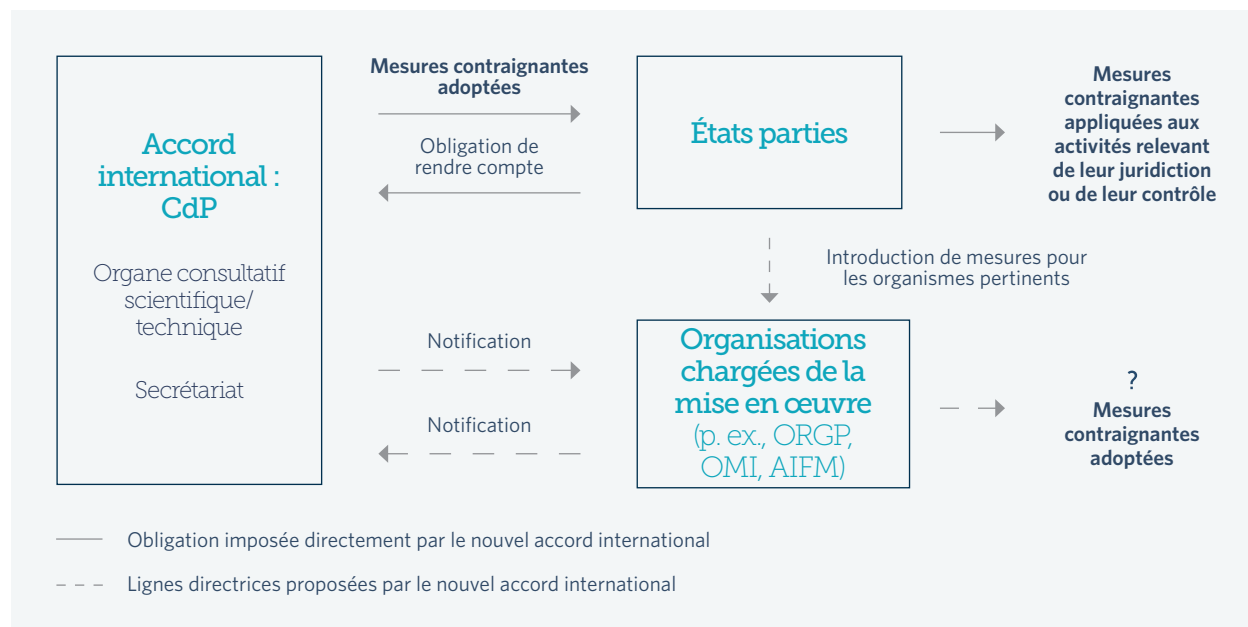 Accord
international :
CdP
Organe consultatif
scientifique/
technique
Secrétariat
Mesures contraignantes
adoptées
Obligation de
rendre compte
États parties
Mesures
contraignantes
appliquées aux
activités relevant
de leur juridiction
ou de leur contrôle
Introduction de mesures pour
les organismes pertinents
Notification
Notification
Organisations
chargées de la
mise en œuvre
(p. ex., ORGP,
OMI, AIFM)
?
Mesures
contraignantes
adoptées
Obligation imposée directement par le nouvel accord international
Lignes directrices proposées par le nouvel accord international